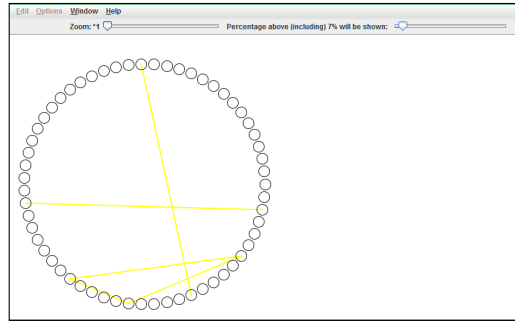 Edit Options Window Help
Zoom: *1 Percentage above (including) 7% will be shown: